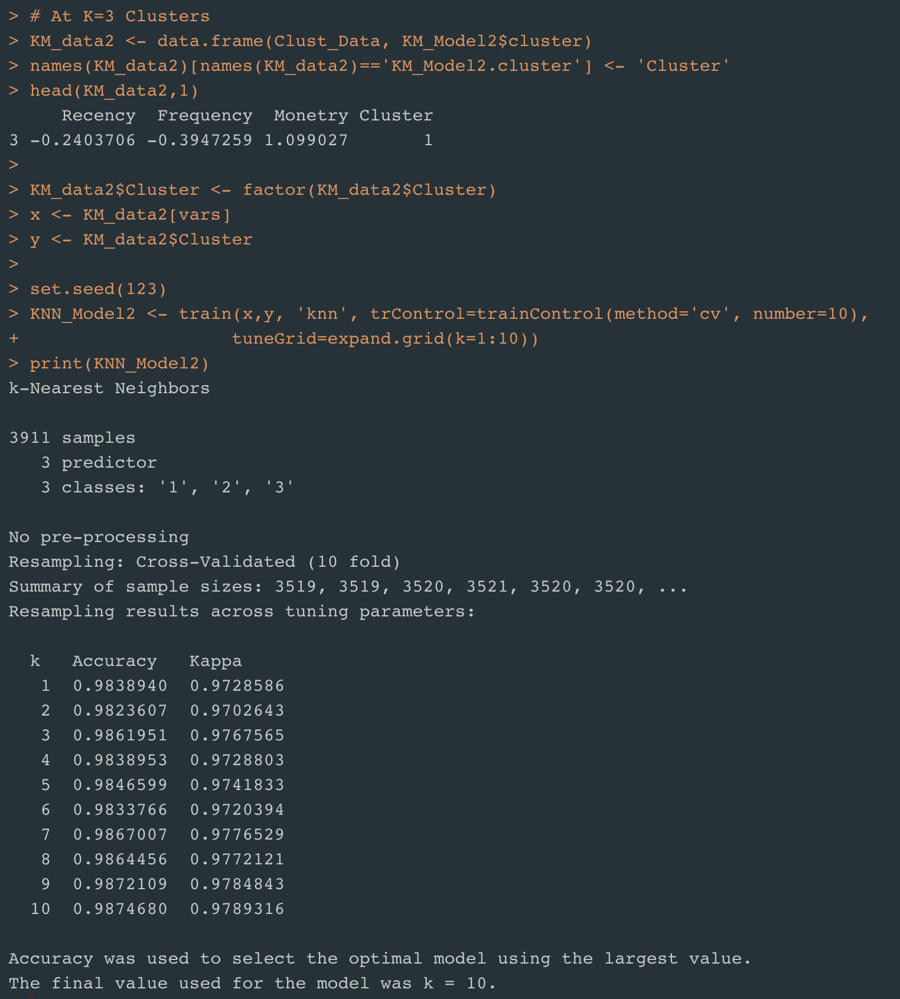 > # At K=3 Clusters
> KM_data2 <- data.frame(Clust_Data, KM_Model2$cluster)
> names(KM_data2)[names(KM_data2)=='KM_Model2.cluster'] <- 'Cluster'
> head(KM_data2,1)
     Recency  Frequency  Monetry Cluster
3 -0.2403706 -0.3947259 1.099027       1
>
> KM_data2$Cluster <- factor(KM_data2$Cluster)
> x <- KM_data2[vars]
> y <- KM_data2$Cluster
>
> set.seed(123)
> KNN_Model2 <- train(x,y, 'knn', trControl=trainControl(method='cv', number=10),
+                    tuneGrid=expand.grid(k=1:10))
> print(KNN_Model2)
k-Nearest Neighbors

3911 samples
   3 predictor
   3 classes: '1', '2', '3'

No pre-processing
Resampling: Cross-Validated (10 fold)
Summary of sample sizes: 3519, 3519, 3520, 3521, 3520, 3520, ...
Resampling results across tuning parameters:

  k   Accuracy   Kappa
   1  0.9838940  0.9728586
   2  0.9823607  0.9702643
   3  0.9861951  0.9767565
   4  0.9838953  0.9728803
   5  0.9846599  0.9741833
   6  0.9833766  0.9720394
   7  0.9867007  0.9776529
   8  0.9864456  0.9772121
   9  0.9872109  0.9784843
  10  0.9874680  0.9789316

Accuracy was used to select the optimal model using the largest value.
The final value used for the model was k = 10.